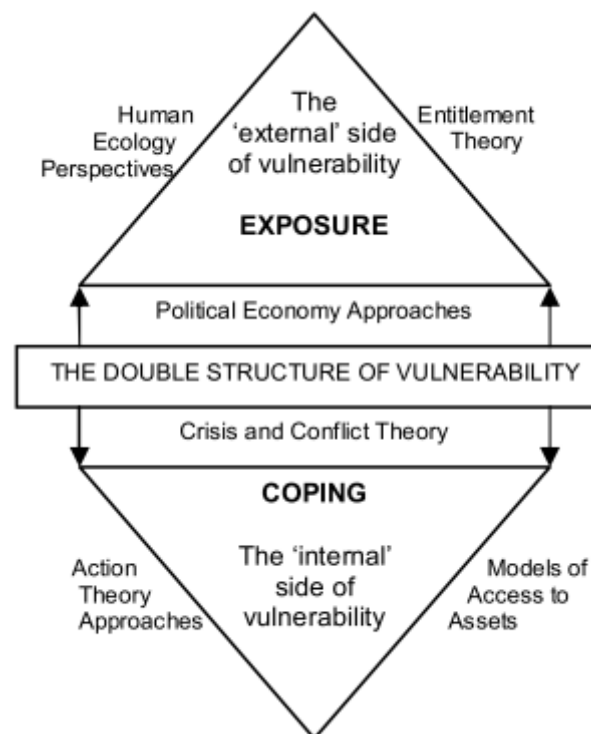 The
'external' side
of vulnerability
EXPOSURE
Human
Ecology
Perspectives
Entitlement
Theory
Political Economy Approaches
THE DOUBLE STRUCTURE OF VULNERABILITY
Crisis and Conflict Theory
COPING
The 'internal'
side of
vulnerability
Action
Theory
Approaches
Models of
Access to
Assets